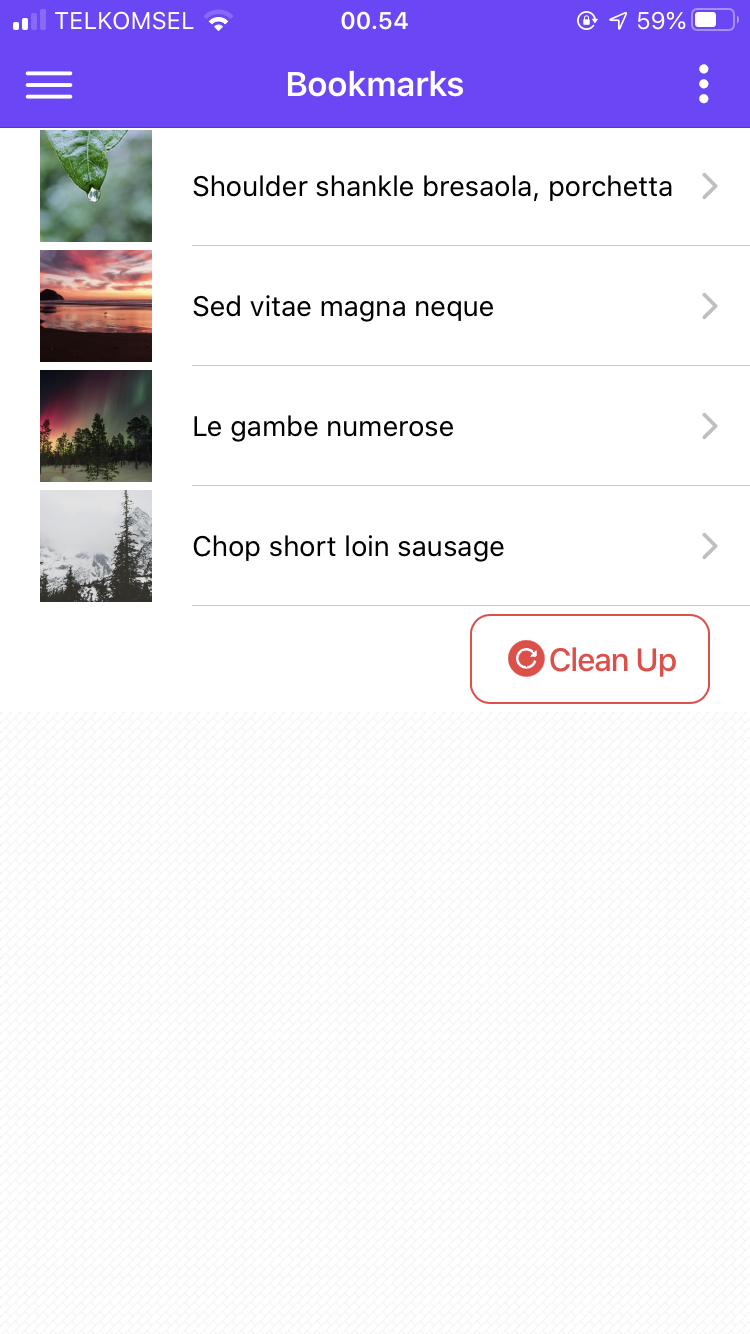 TELKOMSEL 00.54 59%
Bookmarks
Shoulder shankle bresaola, porchetta
Sed vitae magna neque
Le gambe numerose
Chop short loin sausage
Clean Up